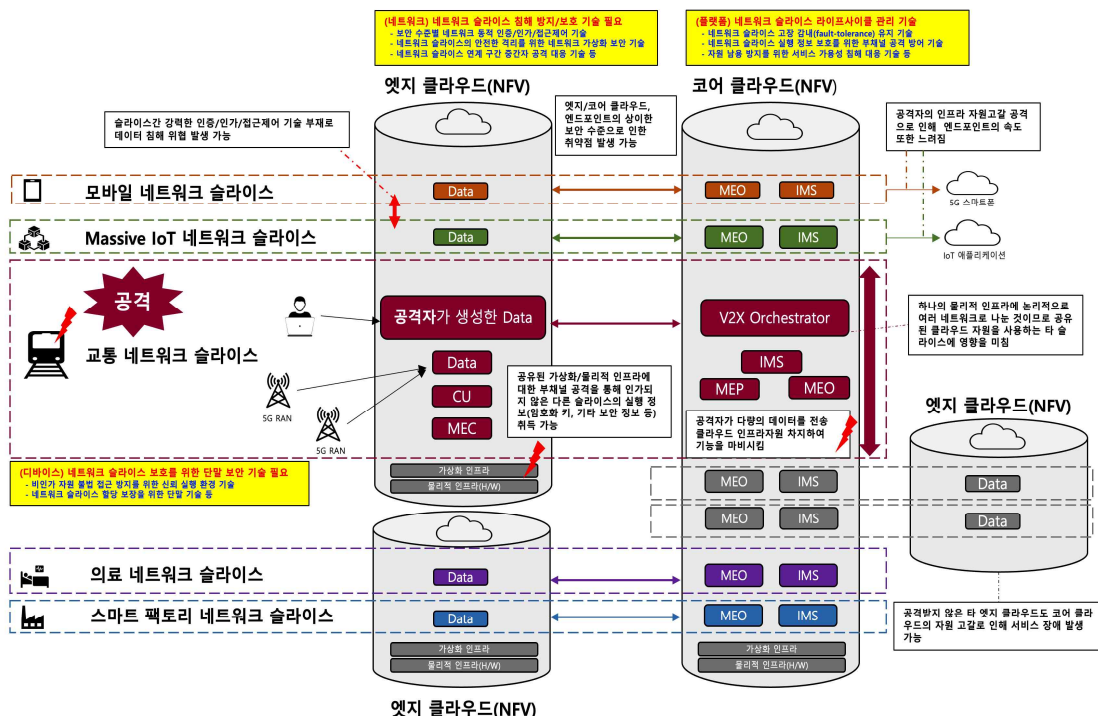 (네트워크) 네트워크 슬라이스 침해 방지/보호 기술 필요
- 보안 수준별 네트워크 동적 인증/인가/접근제어 기술
- 네트워크 슬라이스의 안전한 격리를 위한 네트워크 가상화 보안 기술
- 네트워크 슬라이스 연계 구간 중간자 공격 대응 기술 등
(플랫폼) 네트워크 슬라이스 라이프사이클 관리 기술
- 네트워크 슬라이스 고장 감내(fault-tolerance) 유지 기술
- 네트워크 슬라이스 실행 정보 보호를 위한 부채널 공격 방어 기술
- 자원 남용 방지를 위한 서비스 가용성 침해 대응 기술 등
엣지 클라우드(NFV)
코어 클라우드(NFV)
슬라이스간 강력한 인증/인가/접근제어 기술 부재로
데이터 침해 위협 발생 가능
엣지/코어 클라우드,
엔드포인트의 상이한
보안 수준으로 인한
취약점 발생 가능
공격자의 인프라 자원고갈 공격
으로 인해 엔드포인트의 속도
또한 느려짐
모바일 네트워크 슬라이스
Data
MEO
IMS
5G 스마트폰
Massive IoT 네트워크 슬라이스
Data
MEO
IMS
IoT 애플리케이션
공격
교통 네트워크 슬라이스
5G RAN
5G RAN
공격자가 생성한 Data
Data
CU
MEC
V2X Orchestrator
IMS
MEP
MEO
하나의 물리적 인프라에 논리적으로
여러 네트워크로 나눈 것이므로 공유
된 클라우드 자원을 사용하는 타 슬
라이스에 영향을 미침
공유된 가상화/물리적 인프라에
대한 부채널 공격을 통해 인가되
지 않은 다른 슬라이스의 실행 정
보(암호화 키, 기타 보안 정보 등)
취득 가능
공격자가 다량의 데이터를 전송
클라우드 인프라자원 차지하여
기능을 마비시킴
엣지 클라우드(NFV)
(디바이스) 네트워크 슬라이스 보호를 위한 단말 보안 기술 필요
- 비인가 자원 불법 접근 방지를 위한 신뢰 실행 환경 기술
- 네트워크 슬라이스 할당 보장을 위한 단말 기술 등
가상화 인프라
물리적 인프라(H/W)
MEO
IMS
Data
MEO
IMS
Data
의료 네트워크 슬라이스
Data
MEO
IMS
스마트 팩토리 네트워크 슬라이스
Data
MEO
IMS
가상화 인프라
물리적 인프라(H/W)
가상화 인프라
물리적 인프라(H/W)
공격받지 않은 타 엣지 클라우드도 코어 클라
우드의 자원 고갈로 인해 서비스 장애 발생
가능
엣지 클라우드(NFV)